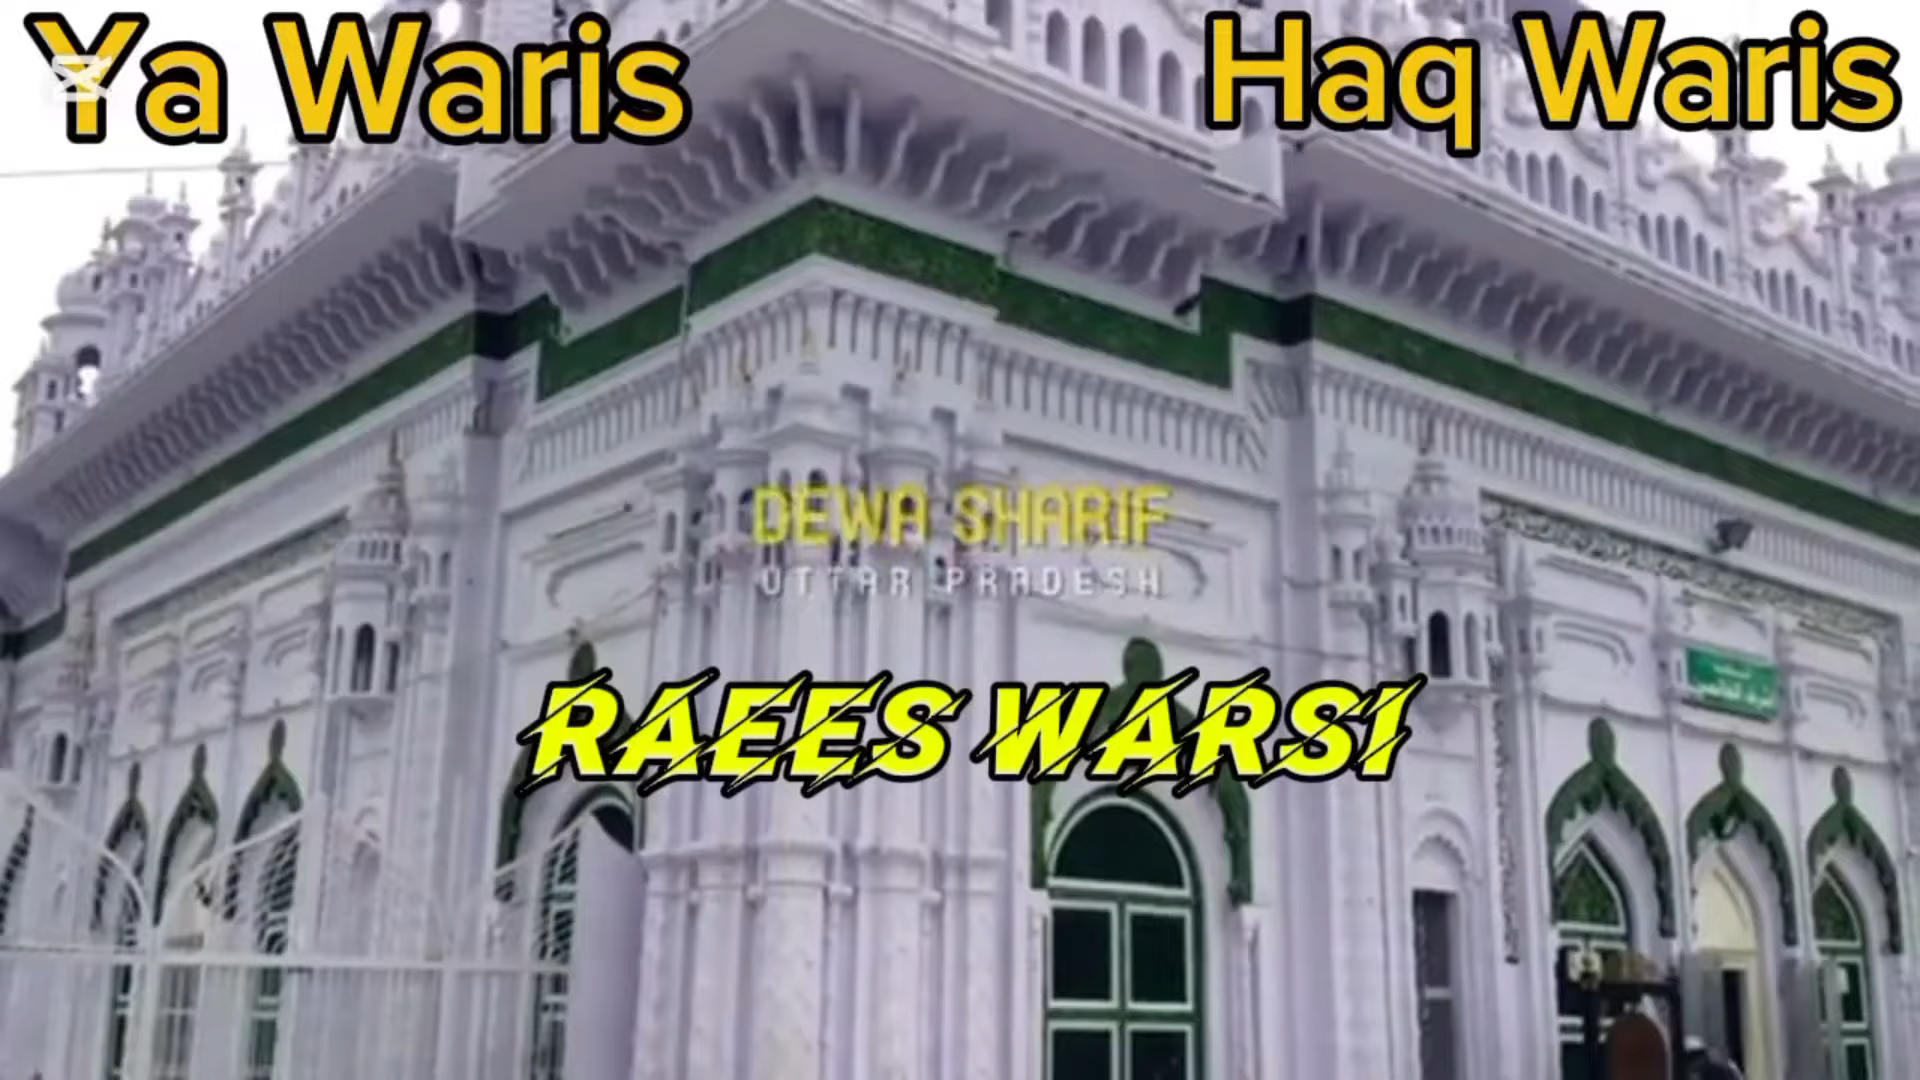 Ya Waris
Haq Waris
DEWA SHARIF
UTTAR PRADESH
RAEES WARSI